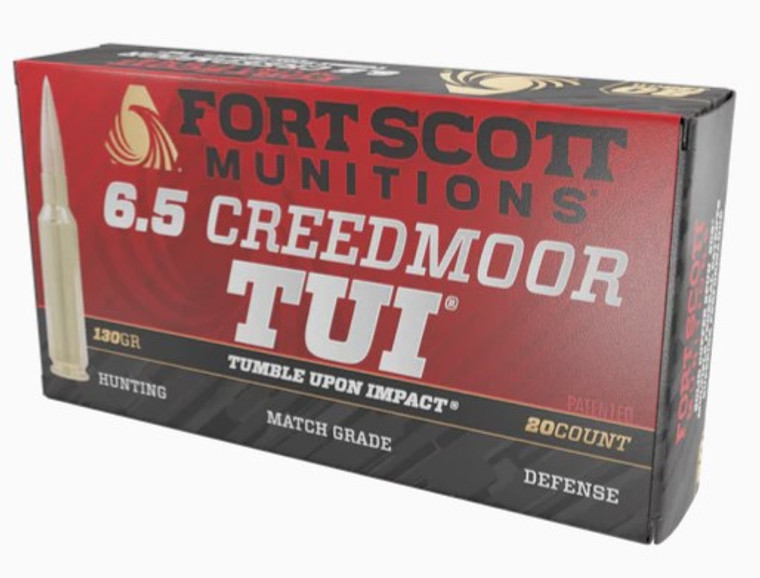 FORT SCOTT
MUNITIONS
6.5 CREEDMOOR
TUI®
130GR
TUMBLE UPON IMPACT®
PATENTED
20COUNT
HUNTING
MATCH GRADE
DEFENSE
FORT SCOTT